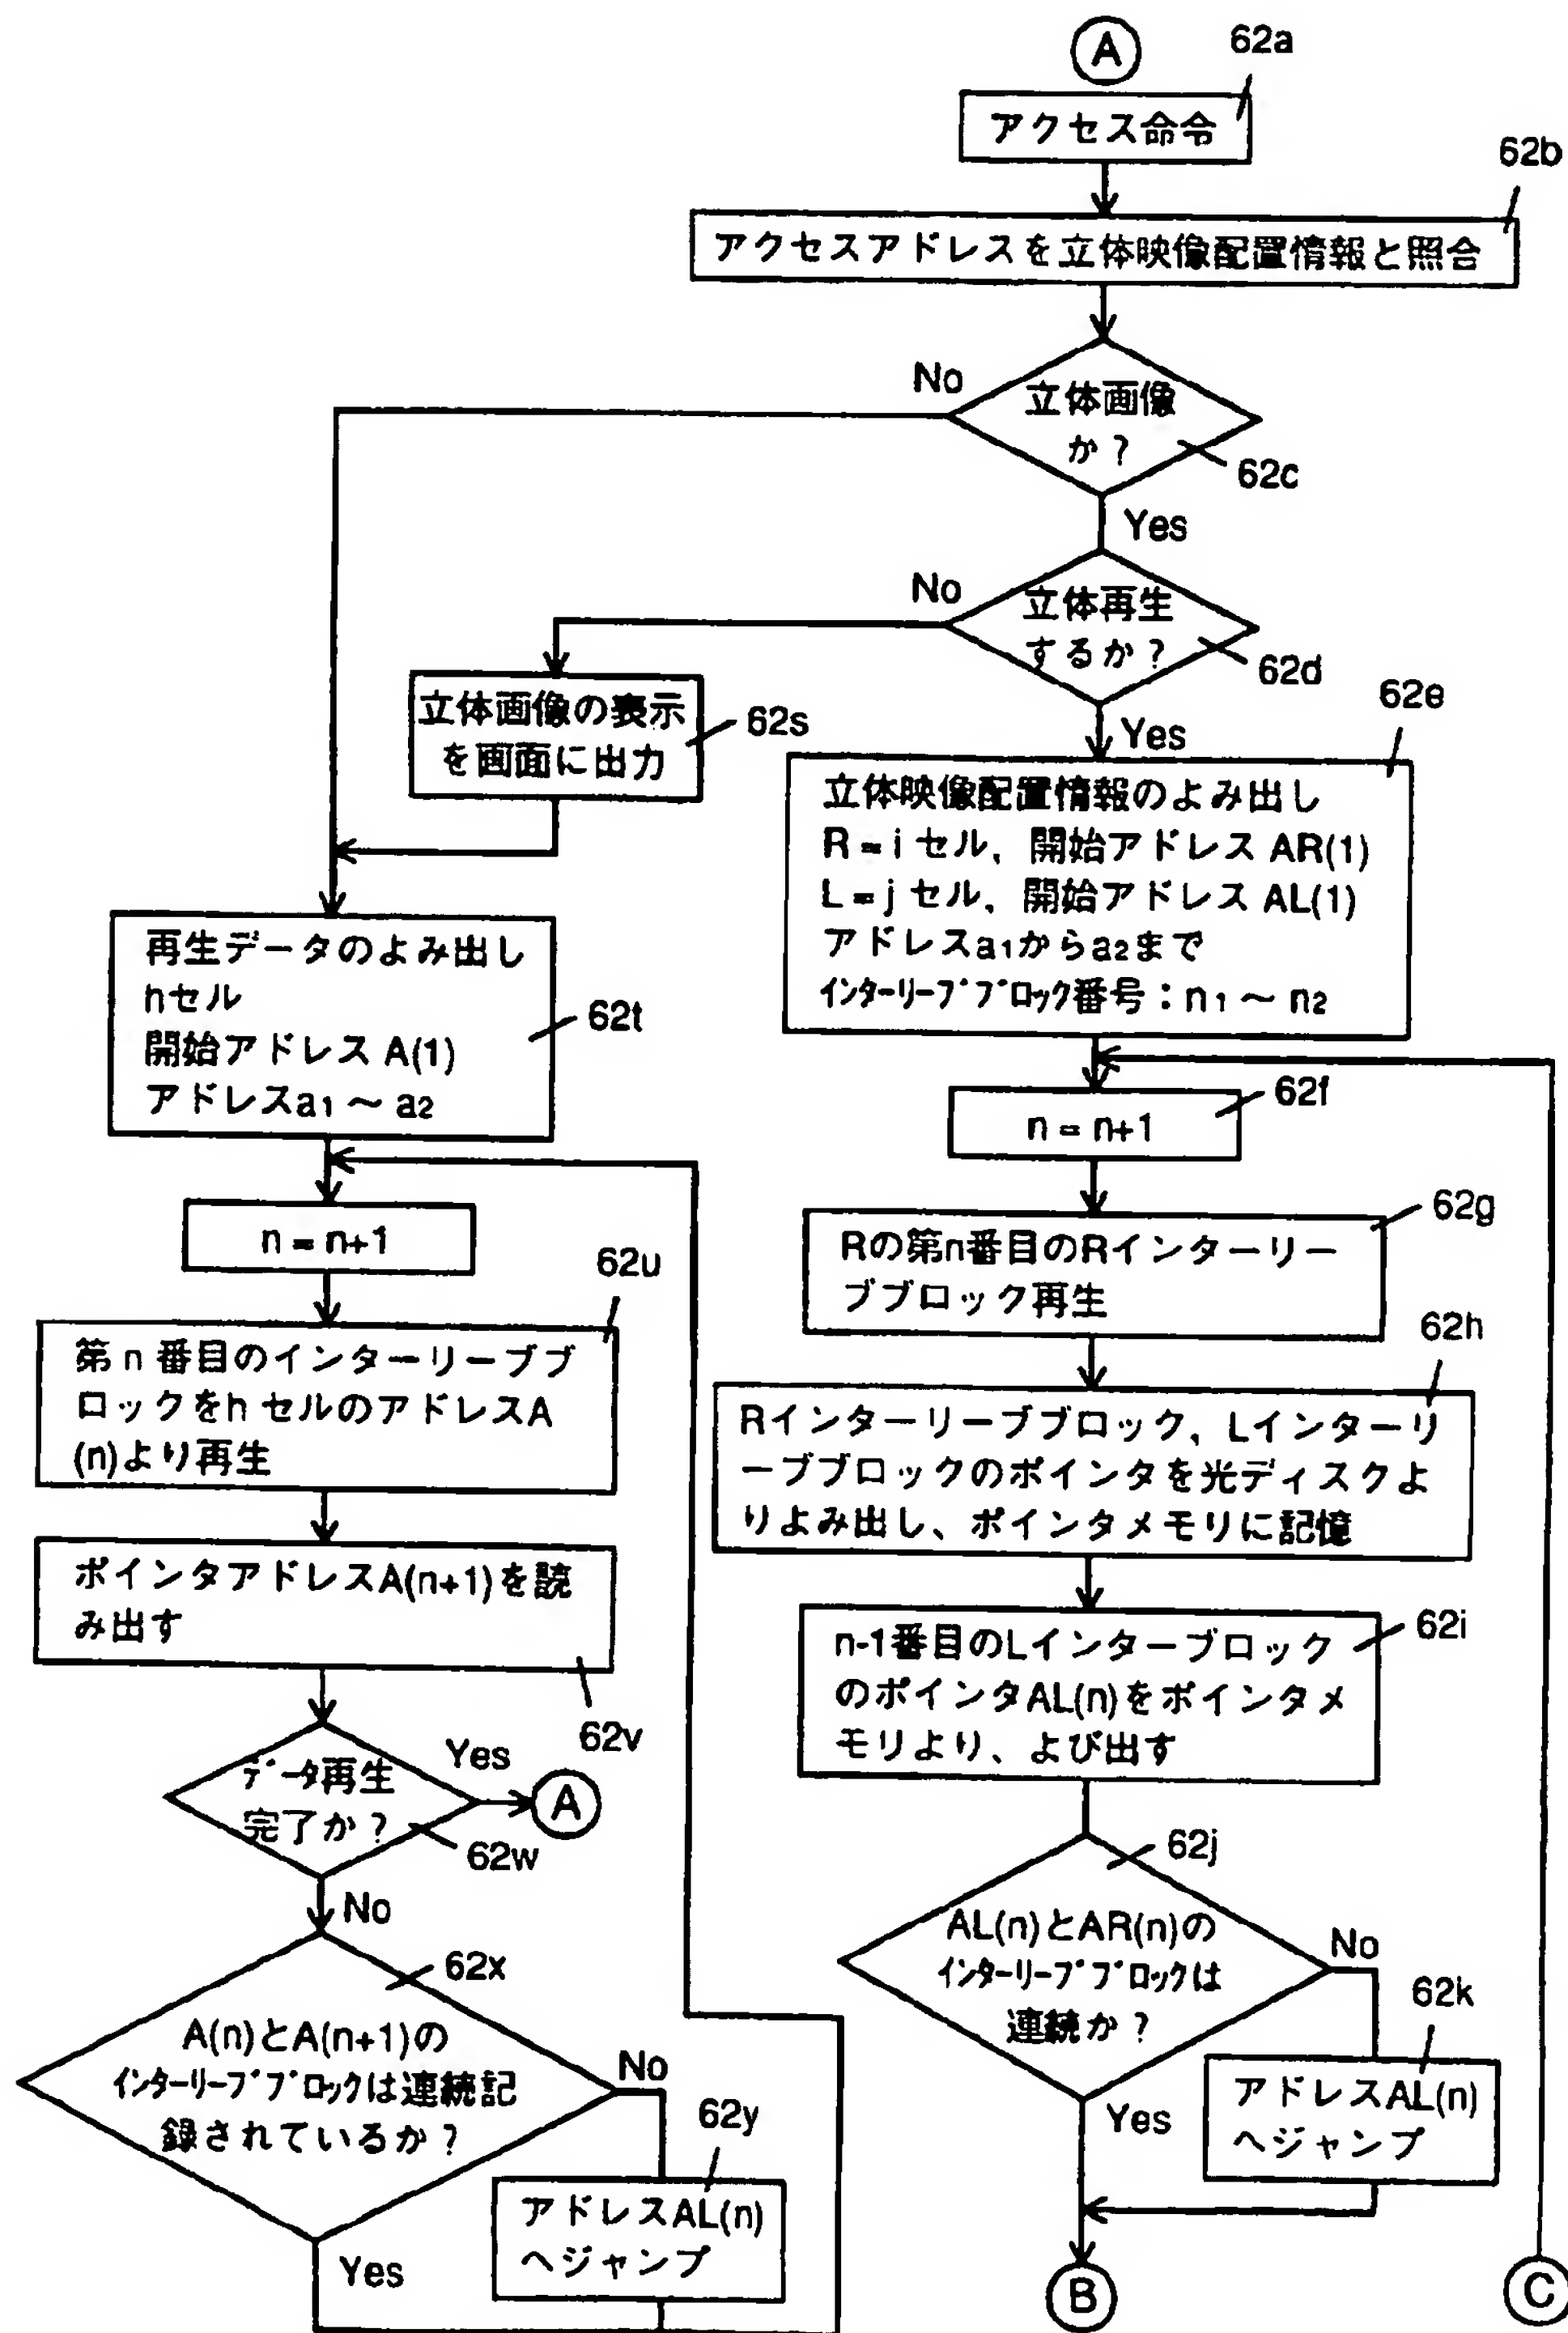 A
62a
アクセス命令
62b
アクセスアドレスを立体映像配置情報と照合
No
立体画像
か？
62c
Yes
No
立体再生
するか？
62d
Yes
立体画像の表示
を画面に出力
62s
62e
立体映像配置情報のよみ出し
R=iセル、開始アドレス AR(1)
L=jセル、開始アドレス AL(1)
アドレスa1からa2まで
インターリーブブロック番号：n1～n2
再生データのよみ出し
hセル
開始アドレス A(1)
アドレスa1～a2
62t
62f
n=n+1
n=n+1
62g
Rの第n番目のRインターリー
ブブロック再生
62u
第n番目のインターリーブブ
ロックをhセルのアドレスA
(n)より再生
62h
Rインターリーブブロック、Lインターリ
ーブブロックのポインタを光ディスクよ
りよみ出し、ポインタメモリに記憶
ポインタアドレスA(n+1)を読
み出す
62v
62i
n-1番目のLインターブロック
のポインタAL(n)をポインタメ
モリより、よび出す
データ再生
完了か？
Yes
A
62w
No
62j
AL(n)とAR(n)の
インターリーブブロックは
連続か？
No
62k
アドレスAL(n)
へジャンプ
Yes
62x
A(n)とA(n+1)の
インターリーブブロックは連続記
録されているか？
No
62y
アドレスAL(n)
へジャンプ
Yes
B
C